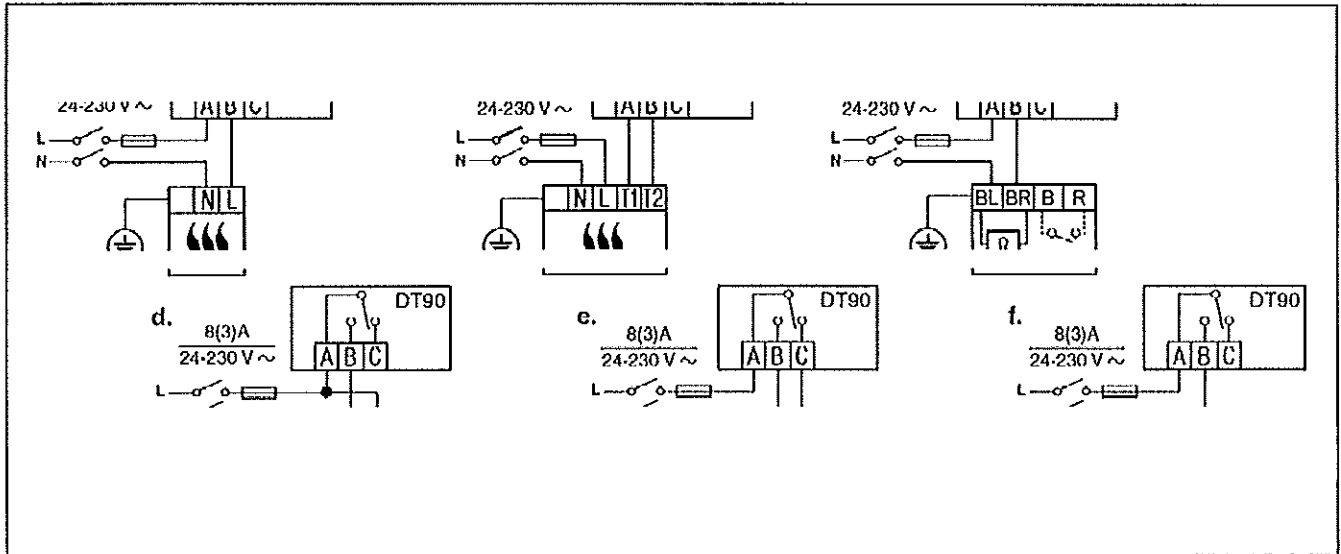 24-230 V ~ A B C
L
N
N L
24-230 V ~ A B C
L
N
N L T1 T2
24-230 V ~ A B C
L
N
BL BR B R
d.
8(3)A
24-230 V ~
DT90
A B C
L
e.
8(3)A
24-230 V ~
DT90
A B C
L
f.
8(3)A
24-230 V ~
DT90
A B C
L